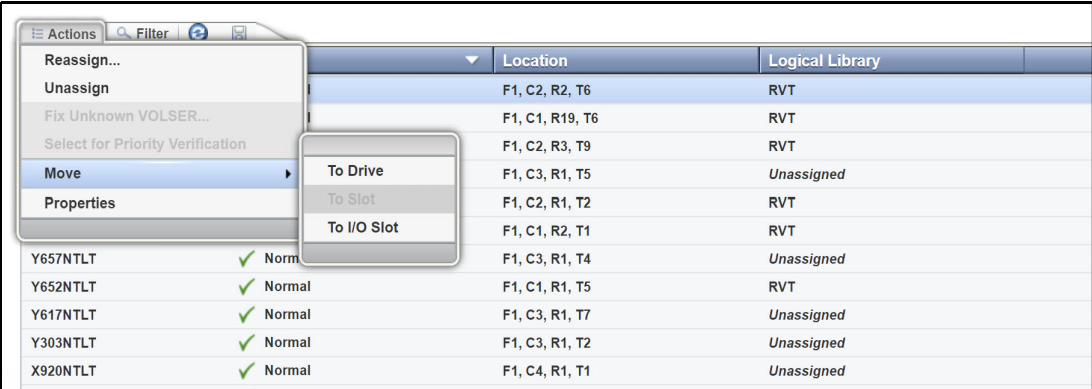 Actions Filter
Location Logical Library
Reassign...
Unassign
Fix Unknown VOLSER...
Select for Priority Verification
Move
Properties
To Drive
To Slot
To I/O Slot
F1, C2, R2, T6 RVT
F1, C1, R19, T6 RVT
F1, C2, R3, T9 RVT
F1, C3, R1, T5 Unassigned
F1, C2, R1, T2 RVT
F1, C1, R2, T1 RVT
Y657NTLT Norm F1, C3, R1, T4 Unassigned
Y652NTLT Normal F1, C1, R1, T5 RVT
Y617NTLT Normal F1, C3, R1, T7 Unassigned
Y303NTLT Normal F1, C3, R1, T2 Unassigned
X920NTLT Normal F1, C4, R1, T1 Unassigned